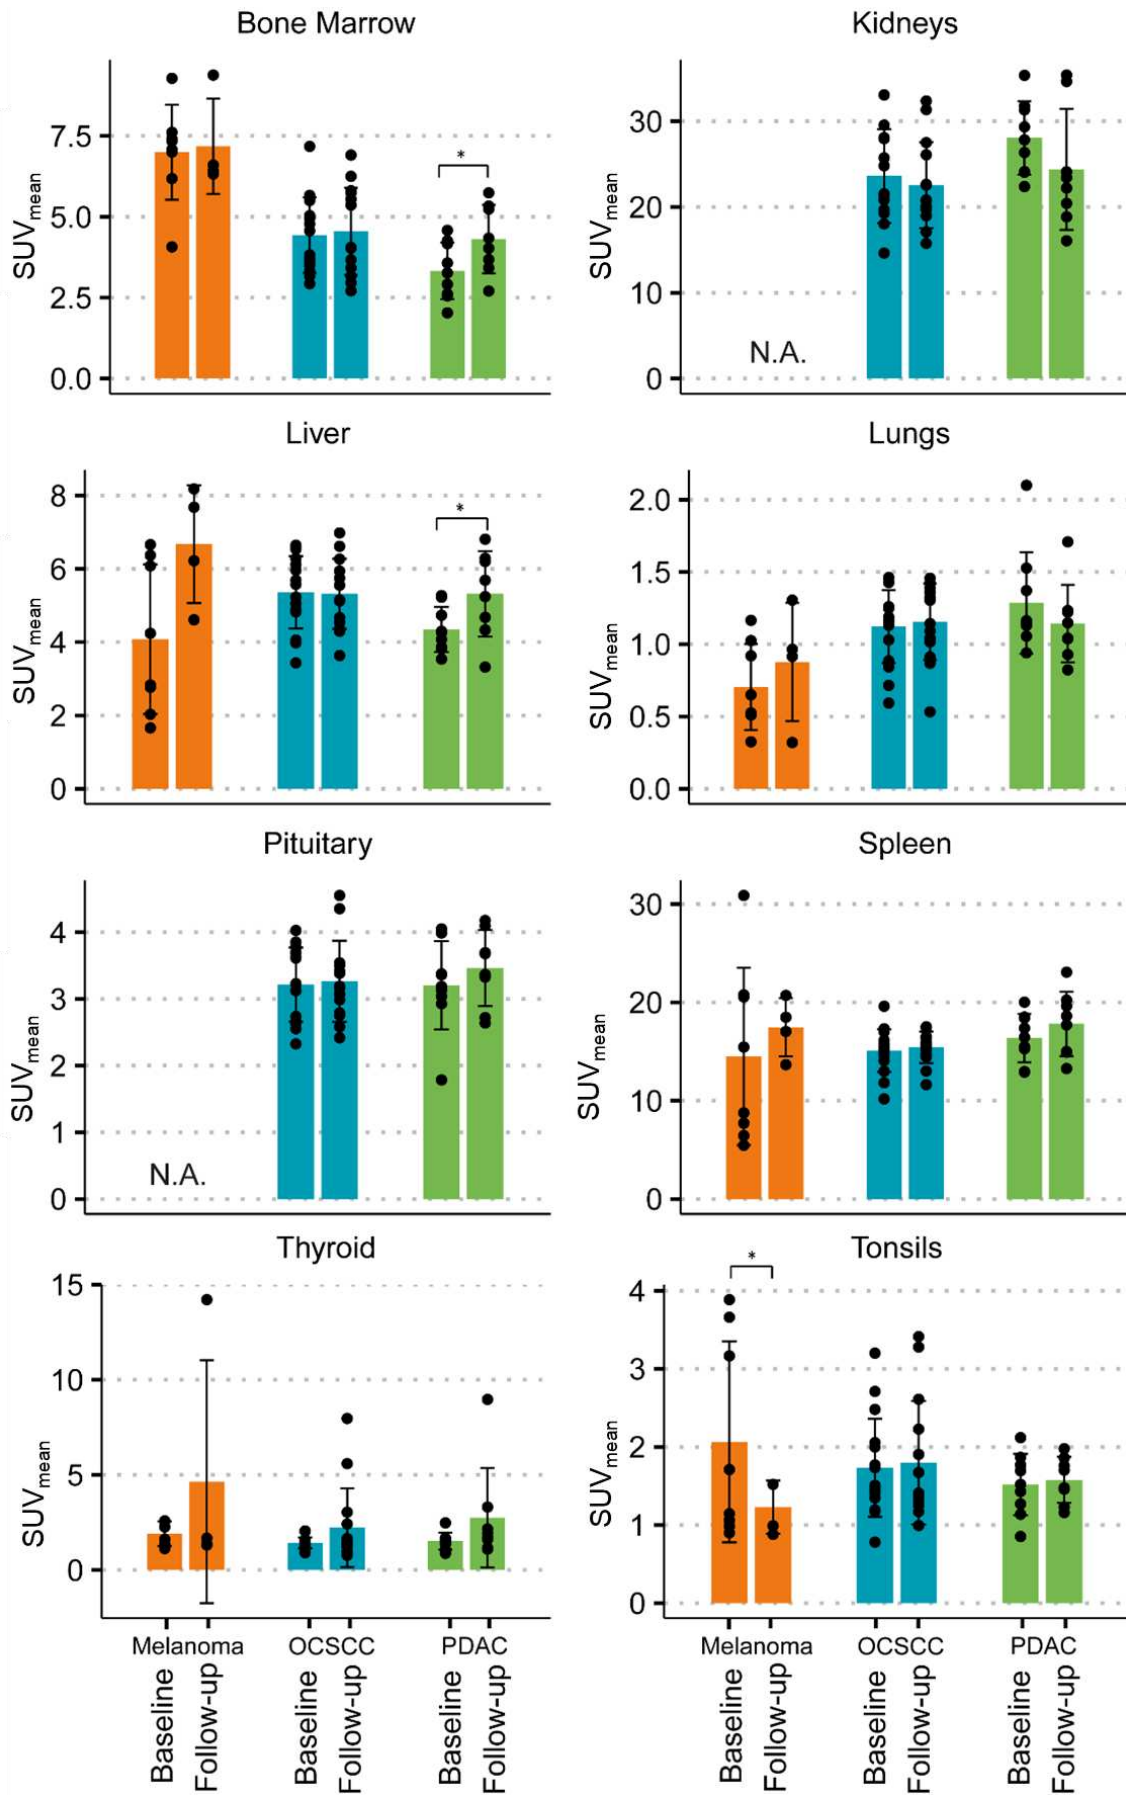 Bone Marrow
SUVmean
7.5
5.0
2.5
0.0
*
Kidneys
SUVmean
30
20
10
0
N.A.
Liver
SUVmean
8
6
4
2
0
*
Lungs
SUVmean
2.0
1.5
1.0
0.5
0.0
Pituitary
SUVmean
4
3
2
1
0
N.A.
Spleen
SUVmean
30
20
10
0
Thyroid
SUVmean
15
10
5
0
Melanoma
OCSCC
PDAC
Baseline
Follow-up
Baseline
Follow-up
Baseline
Follow-up
Tonsils
*
SUVmean
4
3
2
1
0
Melanoma
OCSCC
PDAC
Baseline
Follow-up
Baseline
Follow-up
Baseline
Follow-up